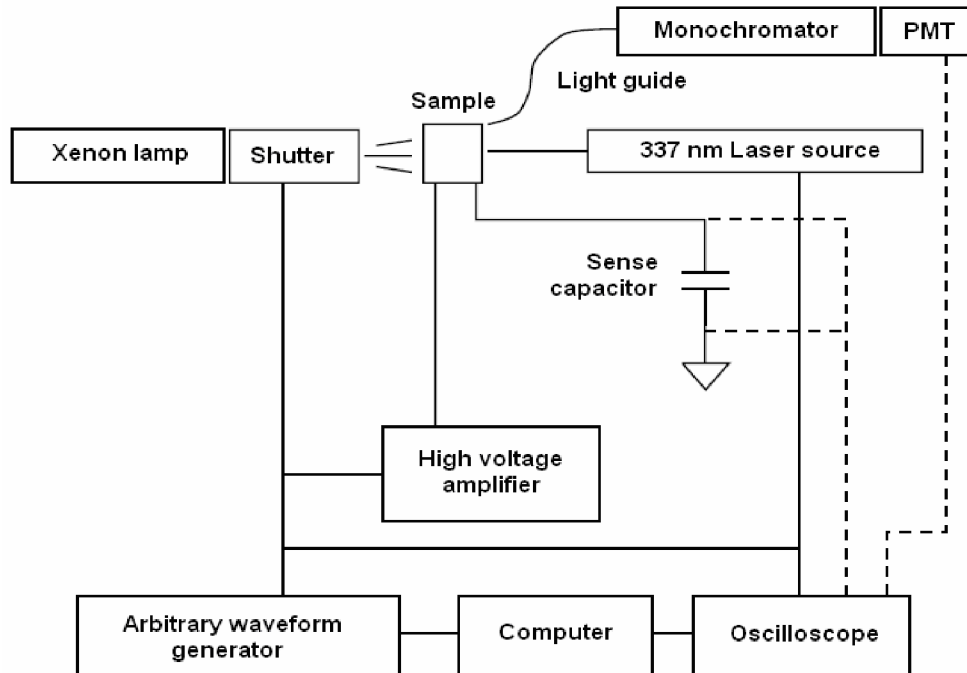 Monochromator
PMT
Light guide
Sample
Xenon lamp
Shutter
337 nm Laser source
Sense
capacitor
High voltage
amplifier
Arbitrary waveform
generator
Computer
Oscilloscope